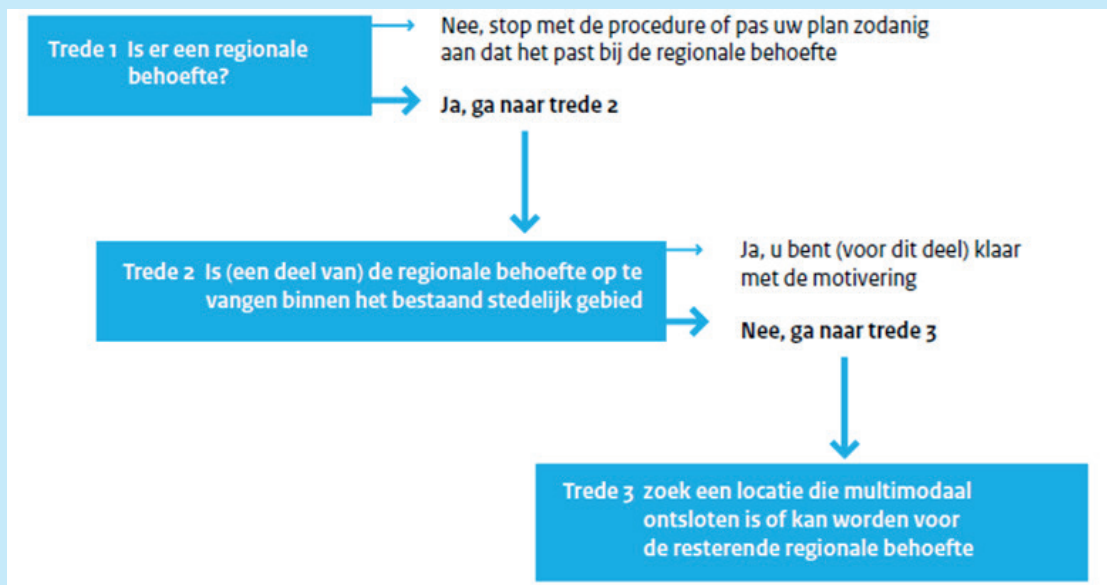 Trede 1 Is er een regionale
behoefte?
Nee, stop met de procedure of pas uw plan zodanig
aan dat het past bij de regionale behoefte
Ja, ga naar trede 2
Trede 2 Is (een deel van) de regionale behoefte op te
vangen binnen het bestaand stedelijk gebied
Ja, u bent (voor dit deel) klaar
met de motivering
Nee, ga naar trede 3
Trede 3 zoek een locatie die multimodaal
ontsloten is of kan worden voor
de resterende regionale behoefte